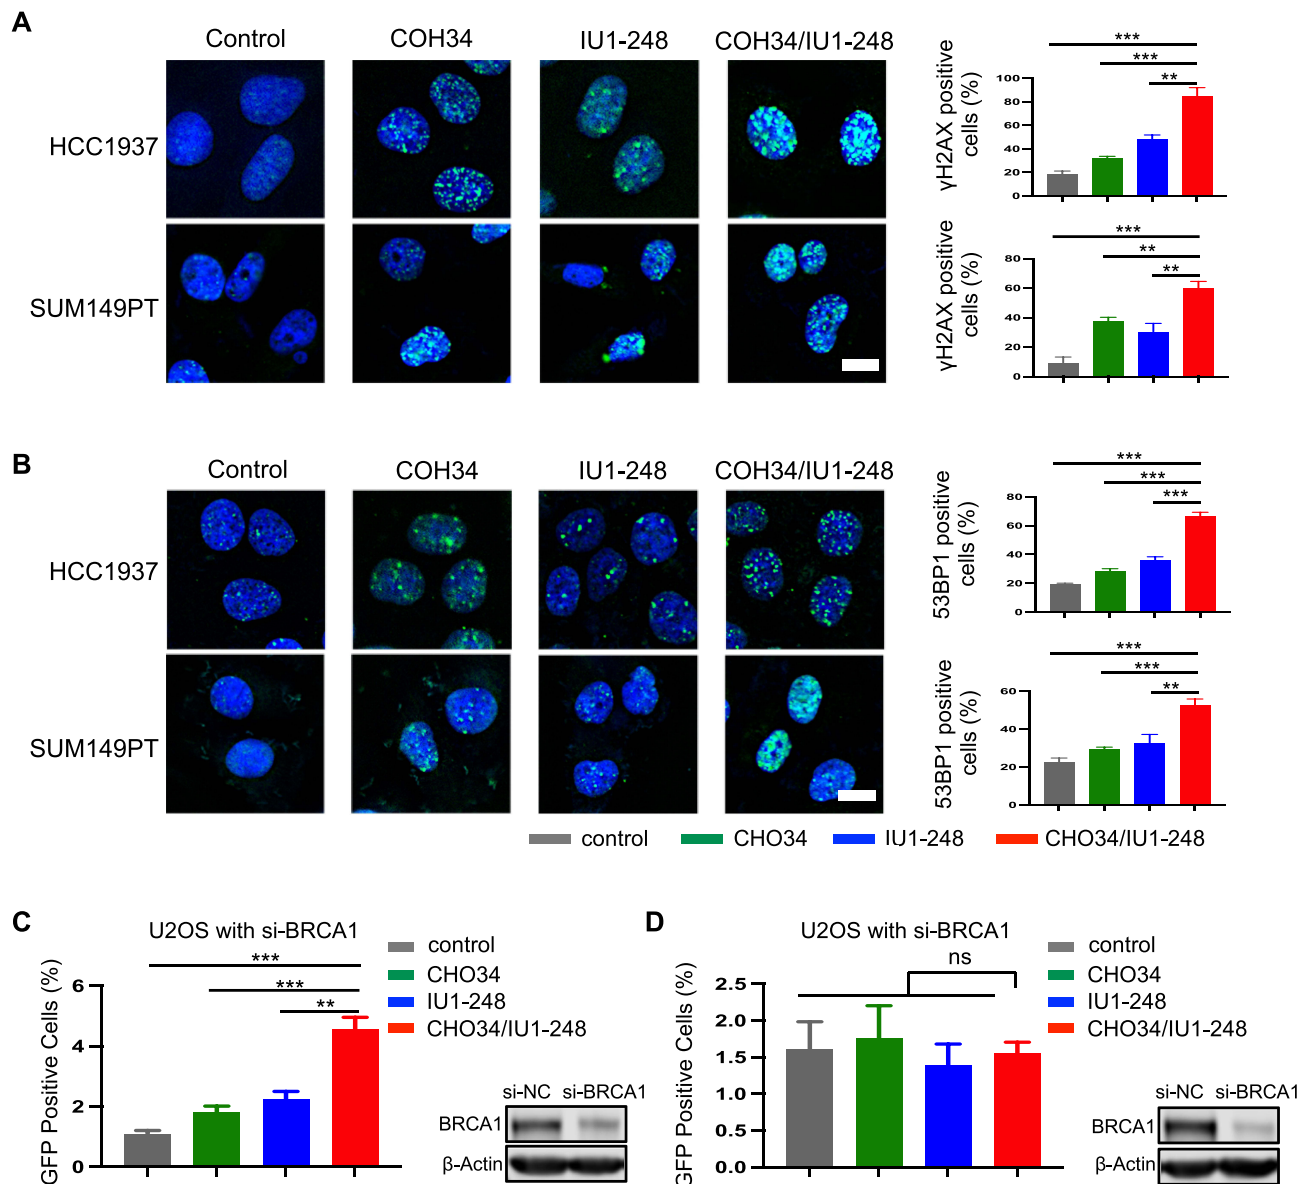 A
Control
COH34
IU1-248
COH34/IU1-248
HCC1937
SUM149PT
γH2AX positive
cells (%)
***
***
**
100
80
60
40
20
0
γH2AX positive
cells (%)
***
**
**
80
60
40
20
0
B
Control
COH34
IU1-248
COH34/IU1-248
HCC1937
SUM149PT
53BP1 positive
cells (%)
***
***
***
80
60
40
20
0
53BP1 positive
cells (%)
***
***
**
60
40
20
0
control
CHO34
IU1-248
CHO34/IU1-248
C
U2OS with si-BRCA1
GFP Positive Cells (%)
***
***
**
6
4
2
0
control
CHO34
IU1-248
CHO34/IU1-248
si-NC si-BRCA1
BRCA1
β-Actin
D
U2OS with si-BRCA1
GFP Positive Cells (%)
ns
2.5
2.0
1.5
1.0
0.5
0.0
control
CHO34
IU1-248
CHO34/IU1-248
si-NC si-BRCA1
BRCA1
β-Actin